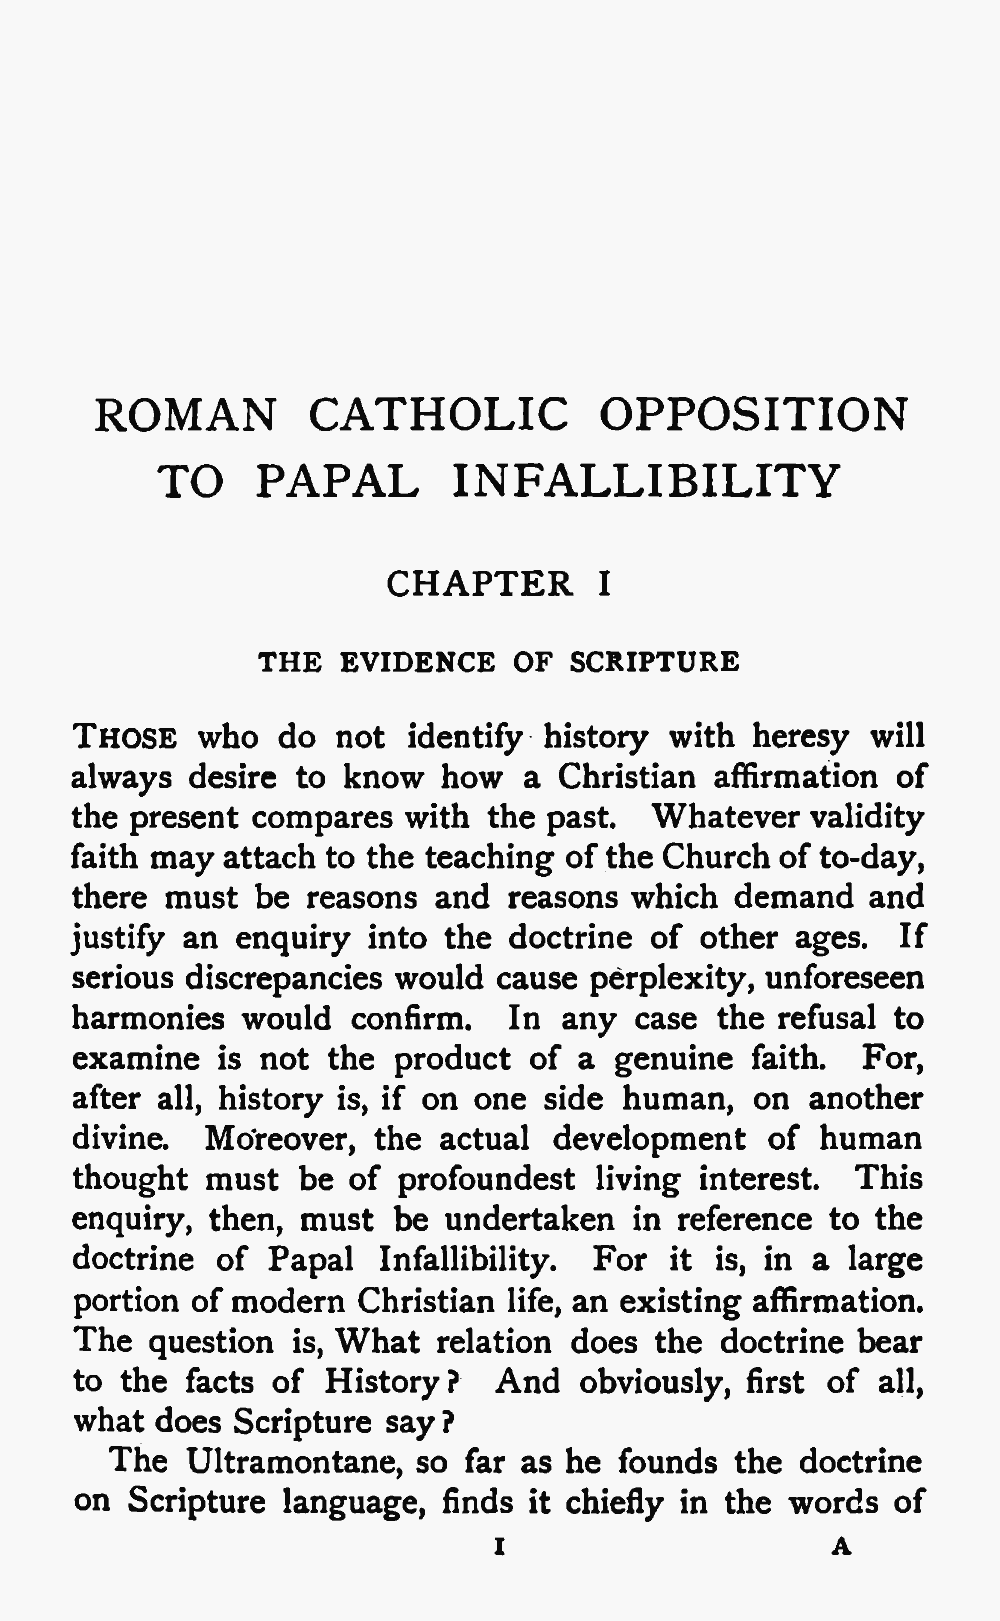 ROMAN CATHOLIC OPPOSITION
TO PAPAL INFALLIBILITY
CHAPTER I
THE EVIDENCE OF SCRIPTURE
THOSE who do not identify history with heresy will
always desire to know how a Christian affirmation of
the present compares with the past. Whatever validity
faith may attach to the teaching of the Church of to-day,
there must be reasons and reasons which demand and
justify an enquiry into the doctrine of other ages. If
serious discrepancies would cause perplexity, unforeseen
harmonies would confirm. In any case the refusal to
examine is not the product of a genuine faith. For,
after all, history is, if on one side human, on another
divine. Moreover, the actual development of human
thought must be of profoundest living interest. This
enquiry, then, must be undertaken in reference to the
doctrine of Papal Infallibility. For it is, in a large
portion of modern Christian life, an existing affirmation.
The question is, What relation does the doctrine bear
to the facts of History? And obviously, first of all,
what does Scripture say?
The Ultramontane, so far as he founds the doctrine
on Scripture language, finds it chiefly in the words of
I A